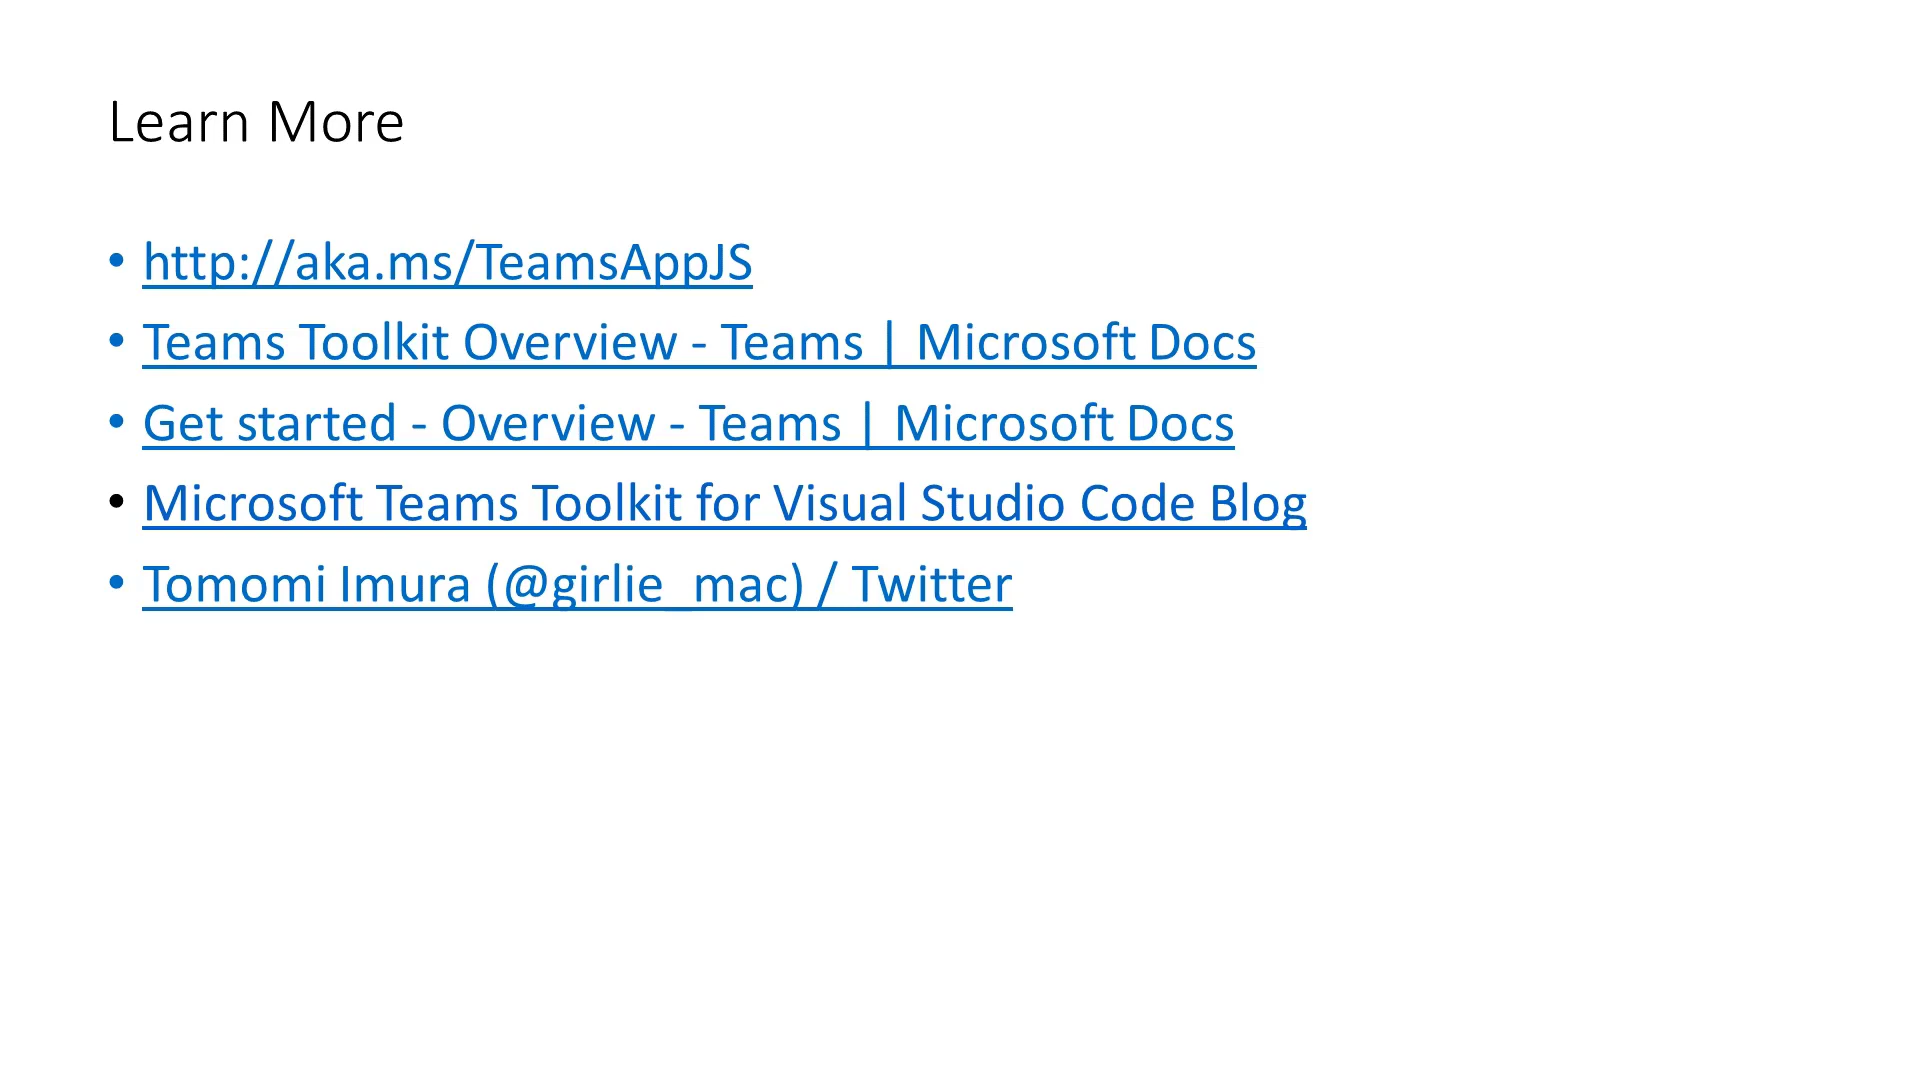 Learn More
• http://aka.ms/TeamsAppJS
• Teams Toolkit Overview - Teams | Microsoft Docs
• Get started - Overview - Teams | Microsoft Docs
• Microsoft Teams Toolkit for Visual Studio Code Blog
• Tomomi Imura (@girlie_mac) / Twitter